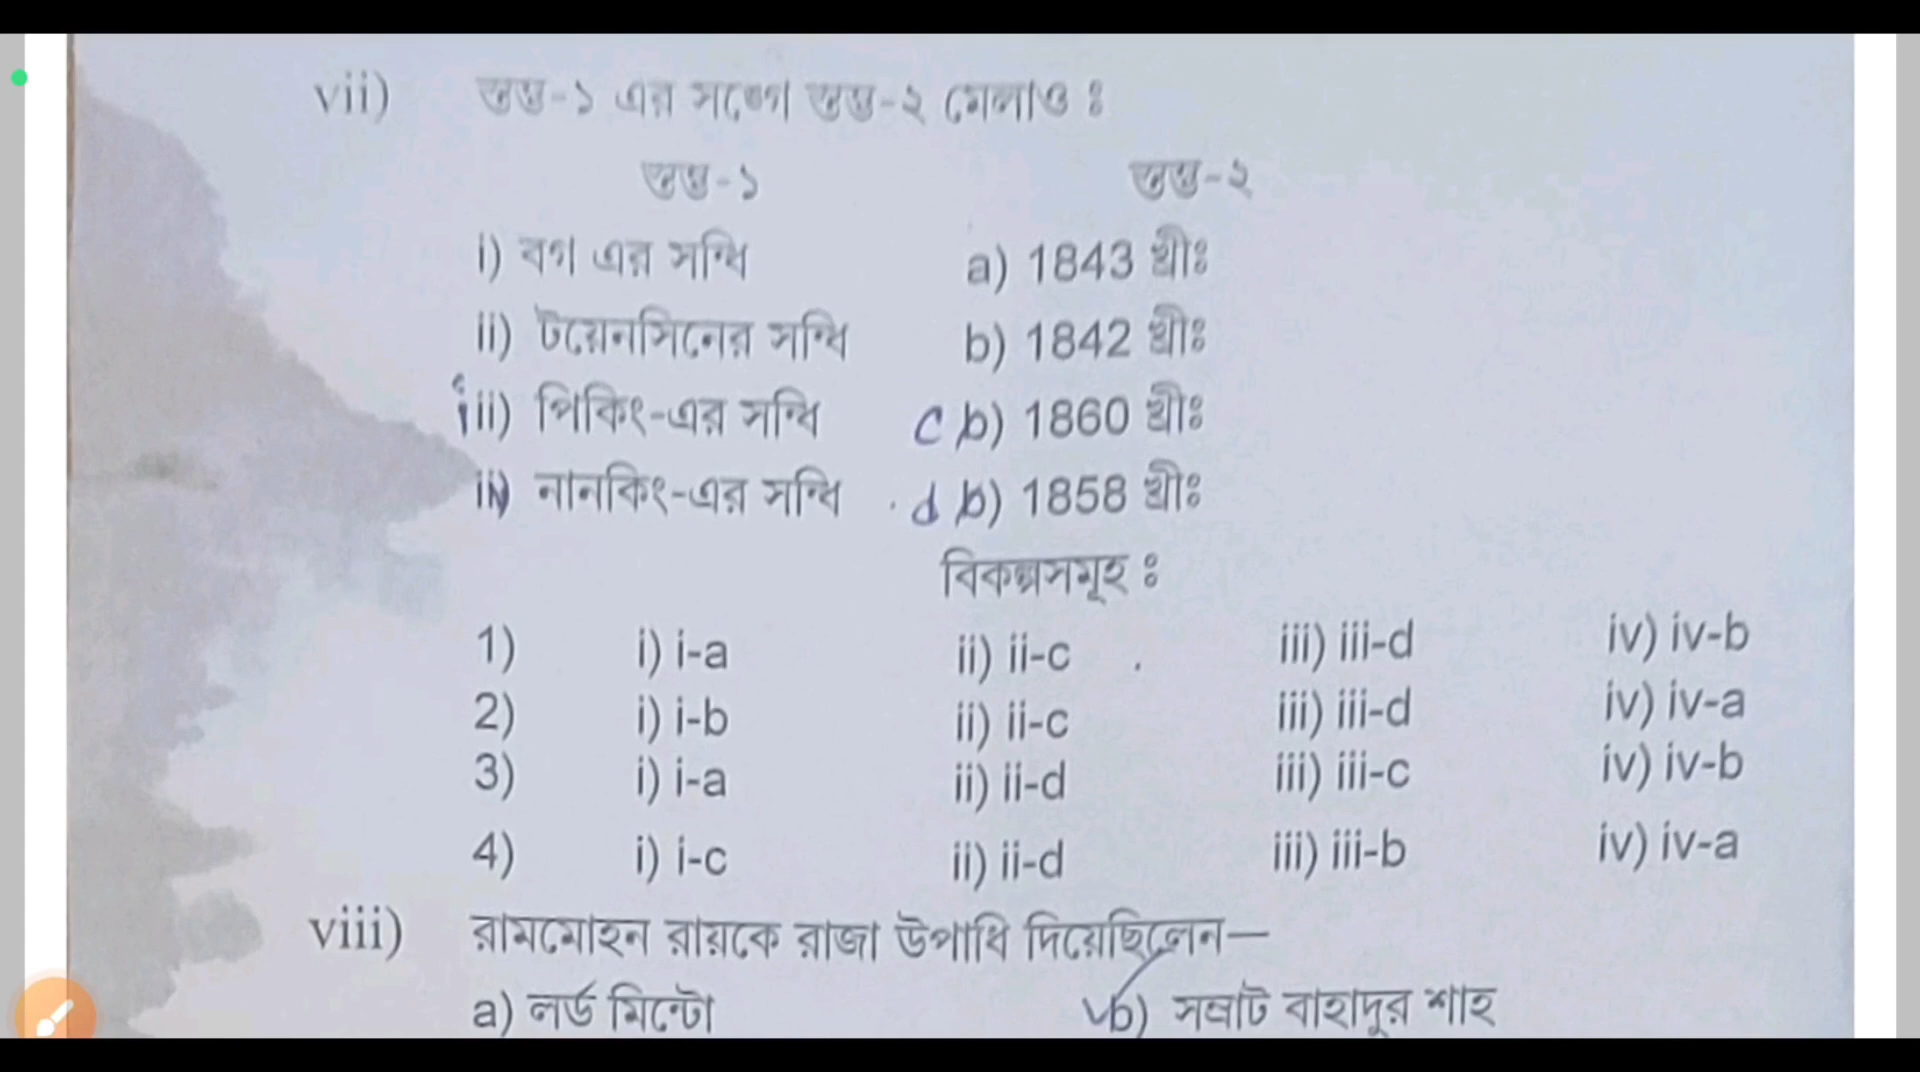 vii) স্তম্ভ-১ এর সঙ্গে স্তম্ভ-২ মেলাও ঃ
স্তম্ভ-১ স্তম্ভ-২
i) বগ এর সন্ধি a) 1843 খ্রীঃ
ii) টিয়েনসিনের সন্ধি b) 1842 খ্রীঃ
iii) পিকিং-এর সন্ধি c b) 1860 খ্রীঃ
iv) নানকিং-এর সন্ধি d b) 1858 খ্রীঃ
বিকল্পসমূহ ঃ
1) i) i-a ii) ii-c iii) iii-d iv) iv-b
2) i) i-b ii) ii-c iii) iii-d iv) iv-a
3) i) i-a ii) ii-d iii) iii-c iv) iv-b
4) i) i-c ii) ii-d iii) iii-b iv) iv-a
viii) রামমোহন রায়কে রাজা উপাধি দিয়েছিলেন—
a) লর্ড মিন্টো b) সম্রাট বাহাদুর শাহ